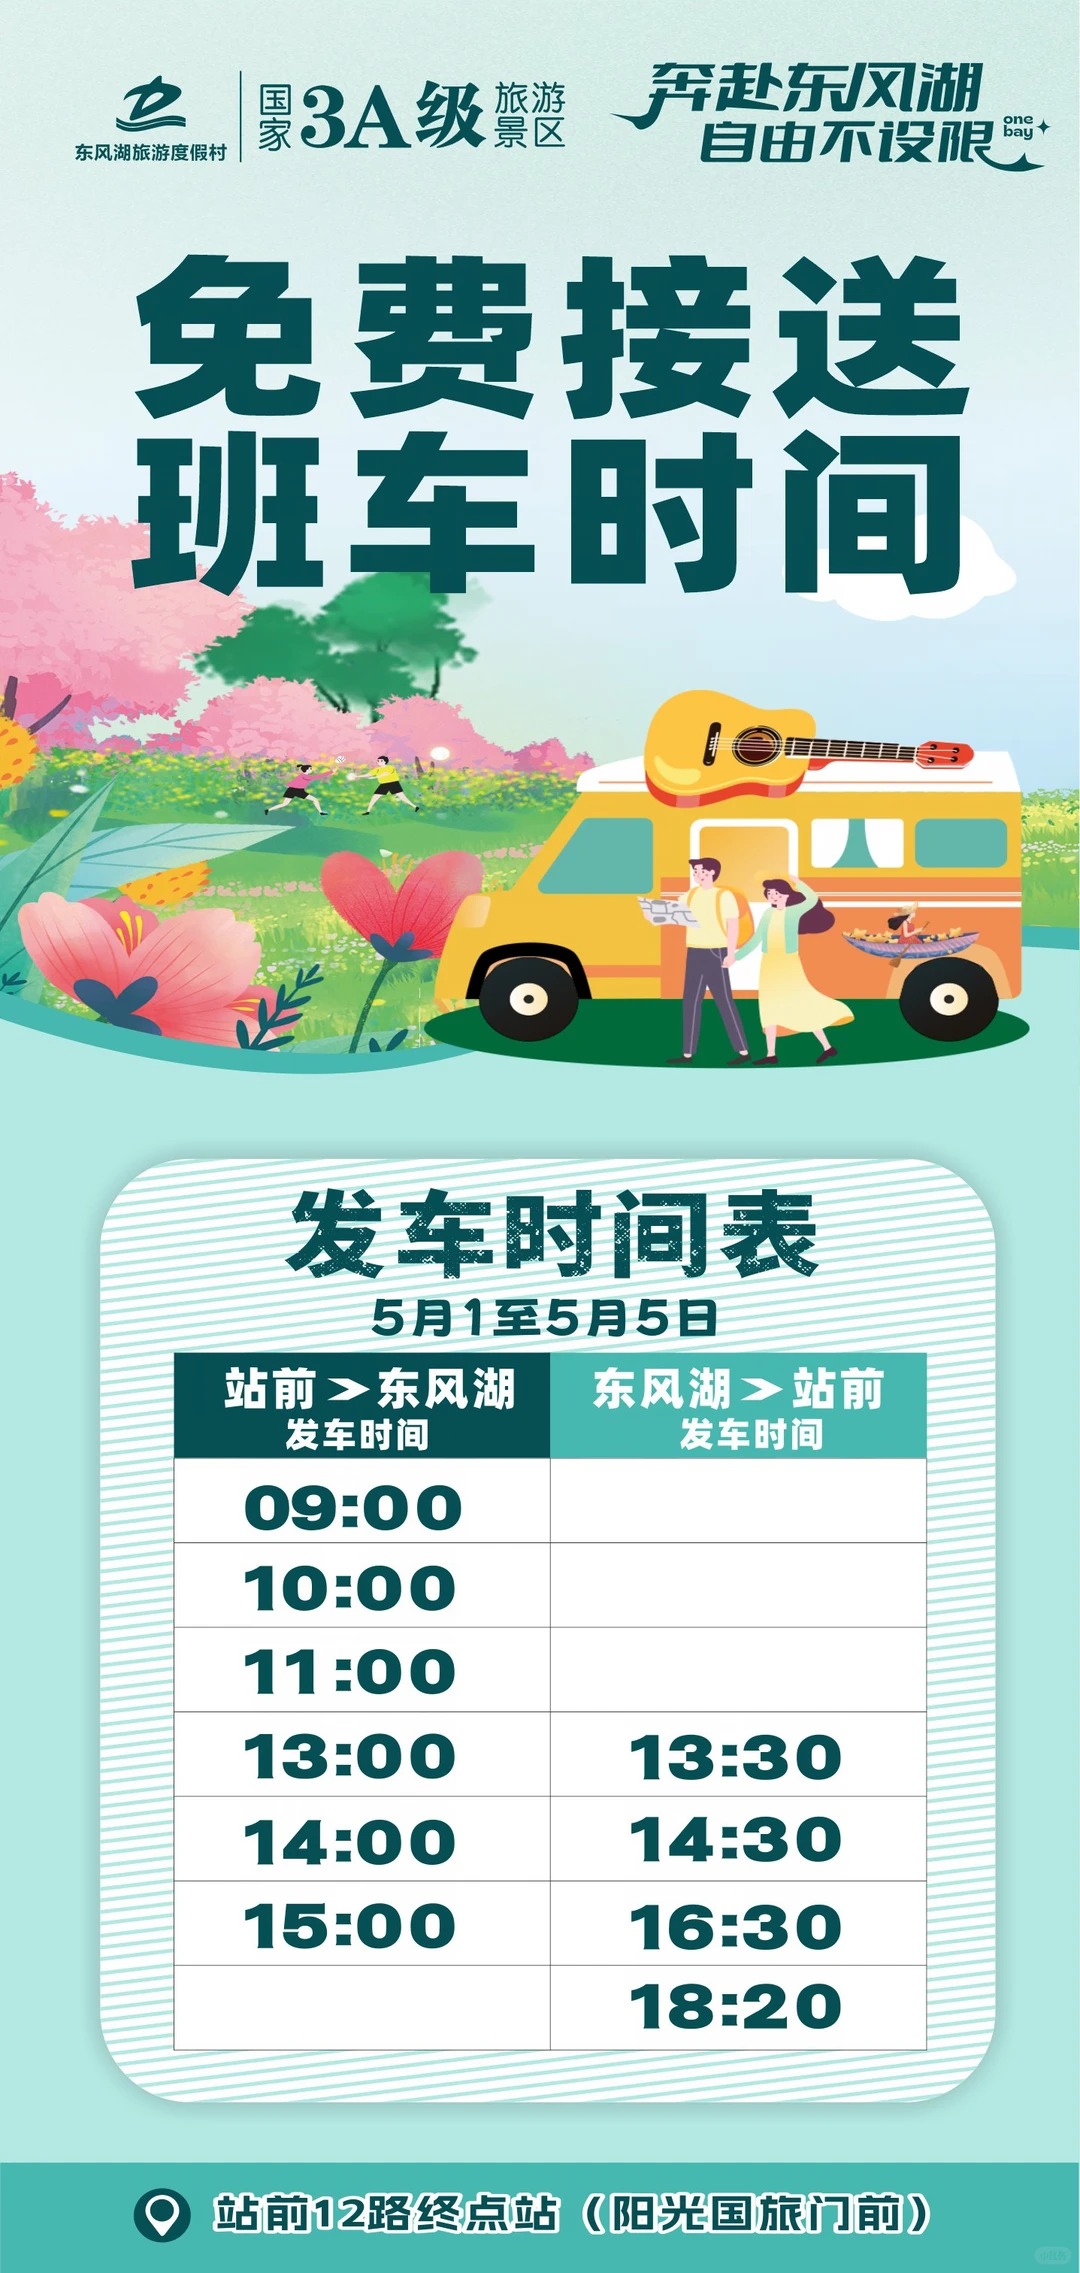 东风湖旅游度假村
国家3A级旅游景区
奔赴东风湖
自由不设限
one bay
免费接送
班车时间
发车时间表
5月1至5月5日
站前 > 东风湖 东风湖 > 站前
发车时间 发车时间
09:00
10:00
11:00
13:00 13:30
14:00 14:30
15:00 16:30
18:20
站前12路终点站（阳光国旅门前）